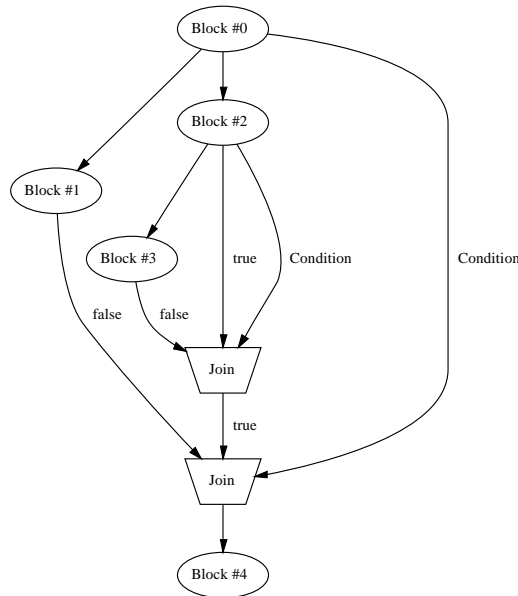 Block #0
Block #2
Block #1
Block #3
true
Condition
Condition
false
false
Join
true
Join
Block #4